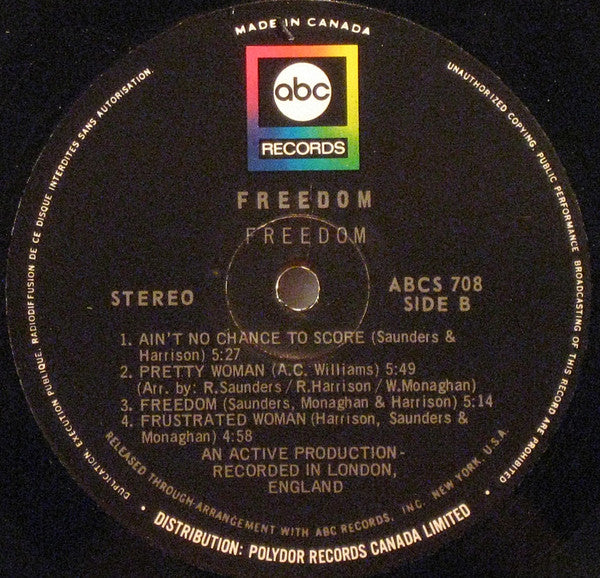 MADE IN CANADA
abc
RECORDS
FREEDOM
FREEDOM
STEREO
ABCS 708
SIDE B
1. AIN'T NO CHANCE TO SCORE (Saunders &
Harrison) 5:27
2. PRETTY WOMAN (A.C. Williams) 5:49
(Arr. by: R.Saunders / R.Harrison / W.Monaghan)
3. FREEDOM (Saunders, Monaghan & Harrison) 5:14
4. FRUSTRATED WOMAN (Harrison, Saunders &
Monaghan) 4:58
AN ACTIVE PRODUCTION-
RECORDED IN LONDON,
ENGLAND
RELEASED THROUGH-ARRANGEMENT WITH ABC RECORDS, INC. NEW YORK, U.S.A.
DUPLICATION, EXECUTION PUBLIQUE, RADIODIFFUSION DE CE DISQUE INTERDITES SANS AUTORISATION.
UNAUTHORIZED COPYING, PUBLIC PERFORMANCE BROADCASTING OF THIS RECORD ARE PROHIBITED
• DISTRIBUTION: POLYDOR RECORDS CANADA LIMITED •